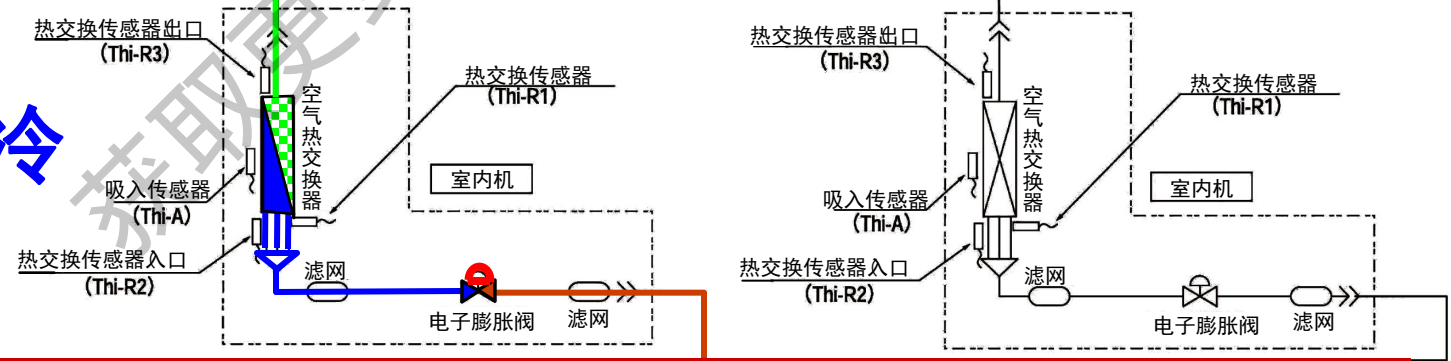 热交换传感器出口
(Thi-R3)
热交换传感器
(Thi-R1)
空气热交换器
冷
吸入传感器
(Thi-A)
室内机
热交换传感器入口
(Thi-R2)
滤网
电子膨胀阀
滤网
热交换传感器出口
(Thi-R3)
热交换传感器
(Thi-R1)
空气热交换器
吸入传感器
(Thi-A)
室内机
热交换传感器入口
(Thi-R2)
滤网
电子膨胀阀
滤网
获取更